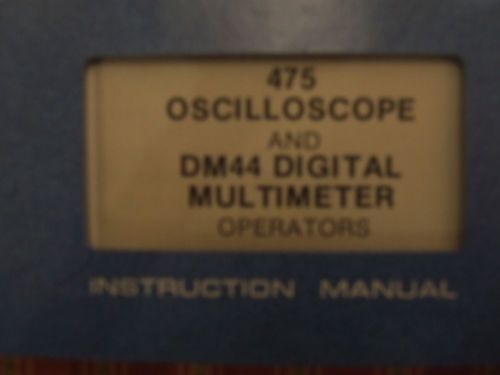 475
OSCILLOSCOPE
AND
DM44 DIGITAL
MULTIMETER
OPERATORS
INSTRUCTION MANUAL